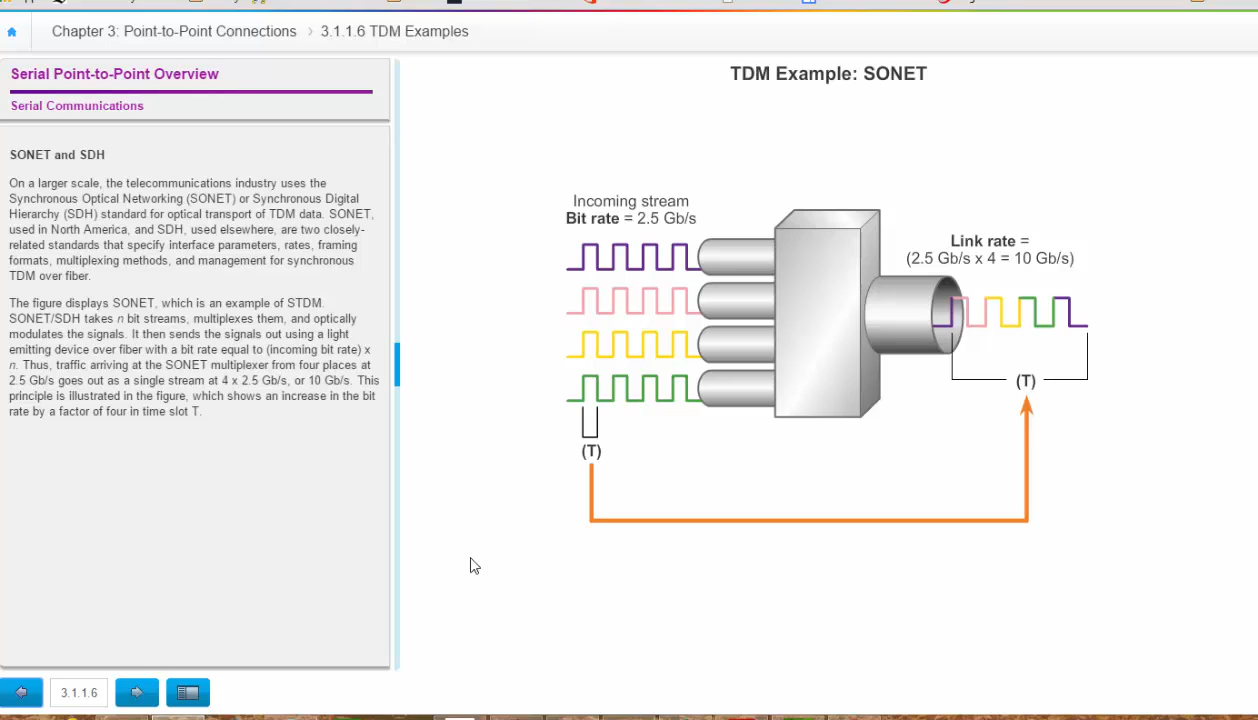 Chapter 3: Point-to-Point Connections › 3.1.1.6 TDM Examples
Serial Point-to-Point Overview
Serial Communications
SONET and SDH
On a larger scale, the telecommunications industry uses the
Synchronous Optical Networking (SONET) or Synchronous Digital
Hierarchy (SDH) standard for optical transport of TDM data. SONET,
used in North America, and SDH, used elsewhere, are two closely-
related standards that specify interface parameters, rates, framing
formats, multiplexing methods, and management for synchronous
TDM over fiber.
The figure displays SONET, which is an example of STDM.
SONET/SDH takes n bit streams, multiplexes them, and optically
modulates the signals. It then sends the signals out using a light
emitting device over fiber with a bit rate equal to (incoming bit rate) x
n. Thus, traffic arriving at the SONET multiplexer from four places at
2.5 Gb/s goes out as a single stream at 4 x 2.5 Gb/s, or 10 Gb/s. This
principle is illustrated in the figure, which shows an increase in the bit
rate by a factor of four in time slot T.
3.1.1.6
TDM Example: SONET
Incoming stream
Bit rate = 2.5 Gb/s
Link rate =
(2.5 Gb/s x 4 = 10 Gb/s)
(T)
(T)